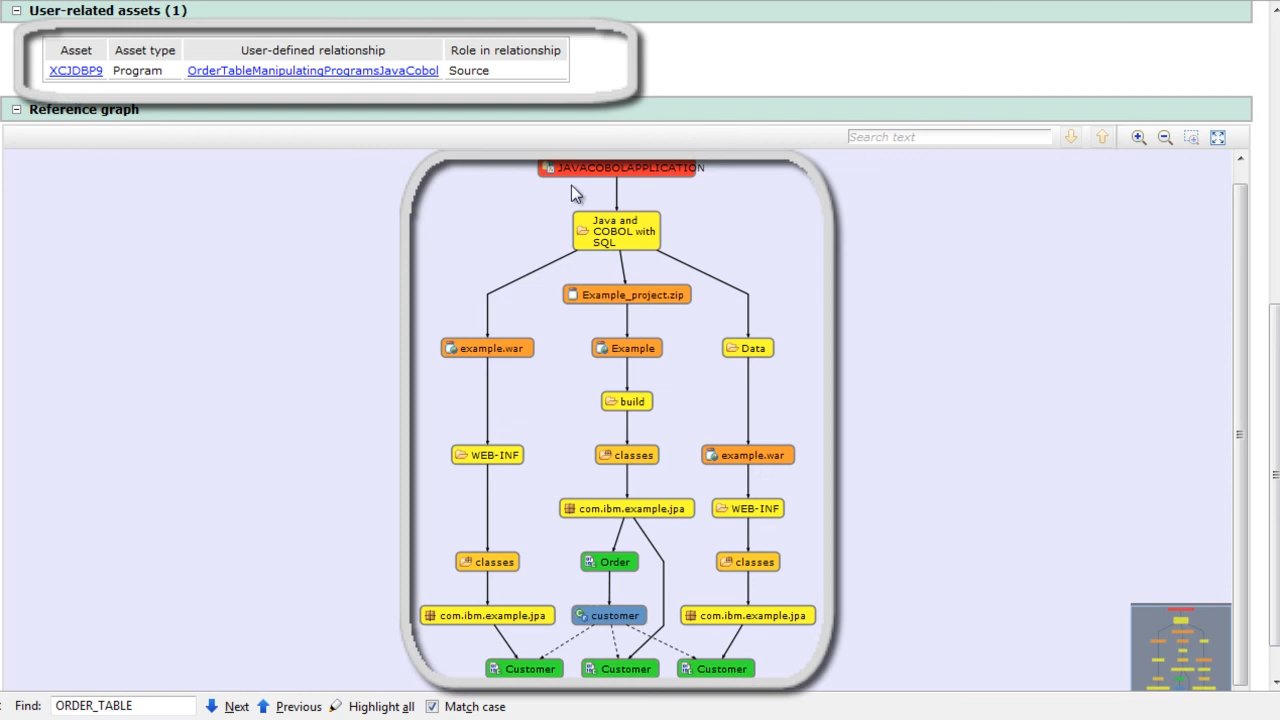 User-related assets (1)
Asset Asset type User-defined relationship Role in relationship
XCJDBP9 Program OrderTableManipulatingProgramsJavaCobol Source
Reference graph
Search text
JAVACOBOLAPPLICATION
Java and
COBOL with
SQL
Example_project.zip
example.war Example Data
build
WEB-INF classes example.war
com.ibm.example.jpa WEB-INF
classes Order classes
com.ibm.example.jpa customer com.ibm.example.jpa
Customer Customer Customer
Find: ORDER_TABLE Next Previous Highlight all Match case